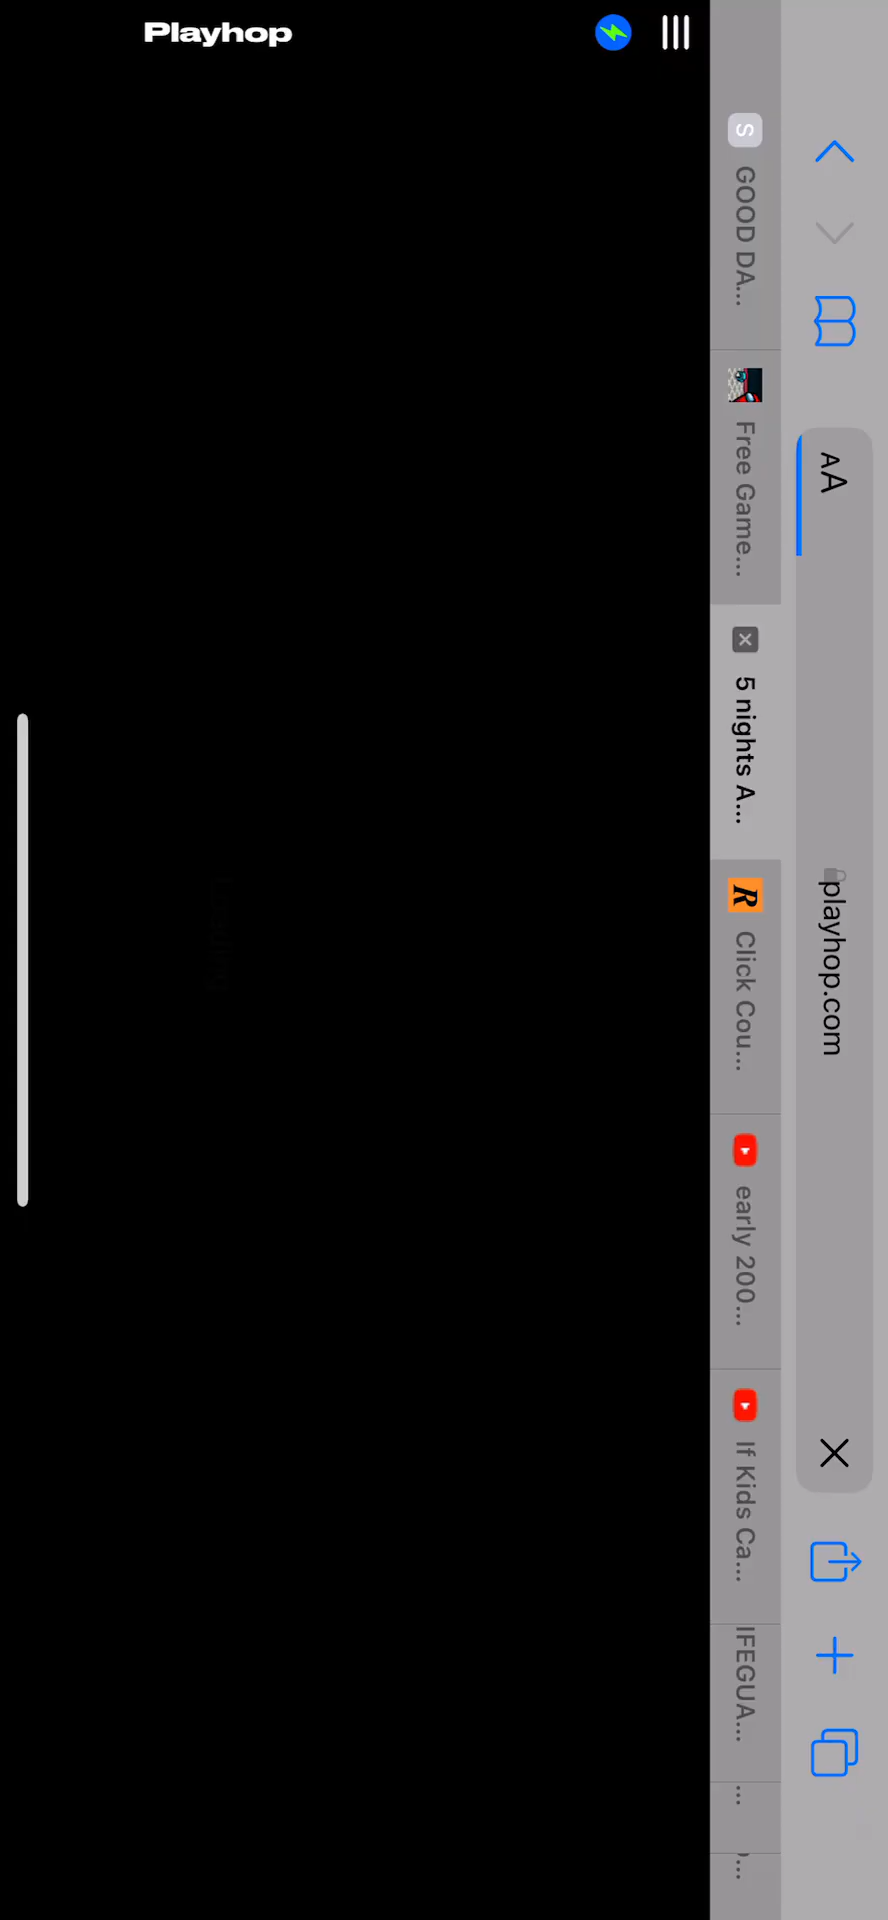 Playhop
AA
playhop.com
S
GOOD DA...
Free Game...
5 nights A...
R
Click Cou...
early 200...
If Kids Ca...
IFEGUA...
...
...